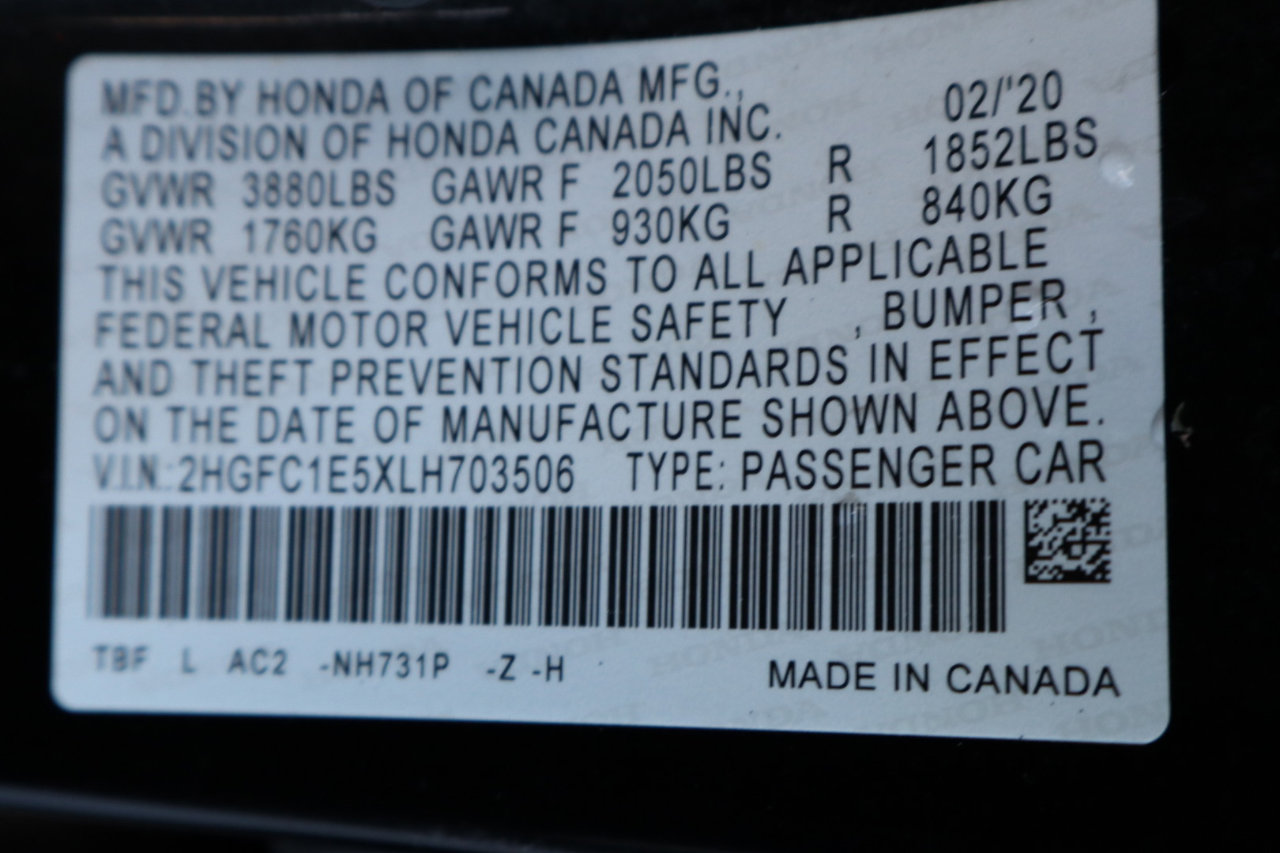 MFD.BY HONDA OF CANADA MFG., 02/'20
A DIVISION OF HONDA CANADA INC.
GVWR 3880LBS GAWR F 2050LBS R 1852LBS
GVWR 1760KG GAWR F 930KG R 840KG
THIS VEHICLE CONFORMS TO ALL APPLICABLE
FEDERAL MOTOR VEHICLE SAFETY , BUMPER ,
AND THEFT PREVENTION STANDARDS IN EFFECT
ON THE DATE OF MANUFACTURE SHOWN ABOVE.
V.I.N.:2HGFC1E5XLH703506 TYPE: PASSENGER CAR
TBF L AC2 -NH731P -Z -H MADE IN CANADA